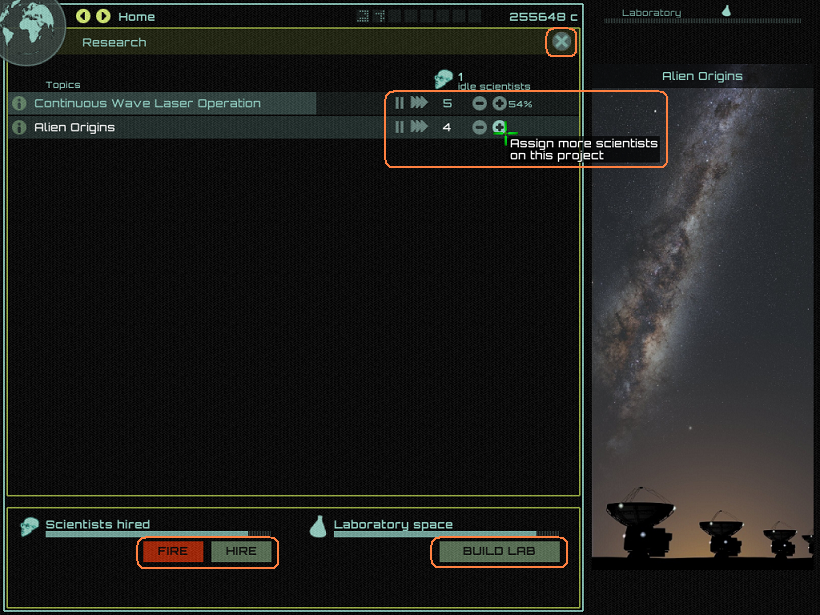 Home
255648 c
Laboratory
Research
Alien Origins
Topics
1
idle scientists
Continuous Wave Laser Operation
5
54%
Alien Origins
4
Assign more scientists
on this project
Scientists hired
Laboratory space
FIRE
HIRE
BUILD LAB